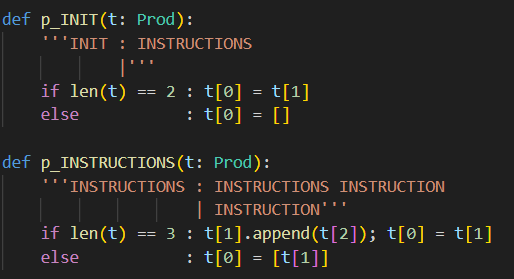 def p_INIT(t: Prod):
    '''INIT : INSTRUCTIONS
            |'''
    if len(t) == 2 : t[0] = t[1]
    else           : t[0] = []

def p_INSTRUCTIONS(t: Prod):
    '''INSTRUCTIONS : INSTRUCTIONS INSTRUCTION
                    | INSTRUCTION'''
    if len(t) == 3 : t[1].append(t[2]); t[0] = t[1]
    else           : t[0] = [t[1]]